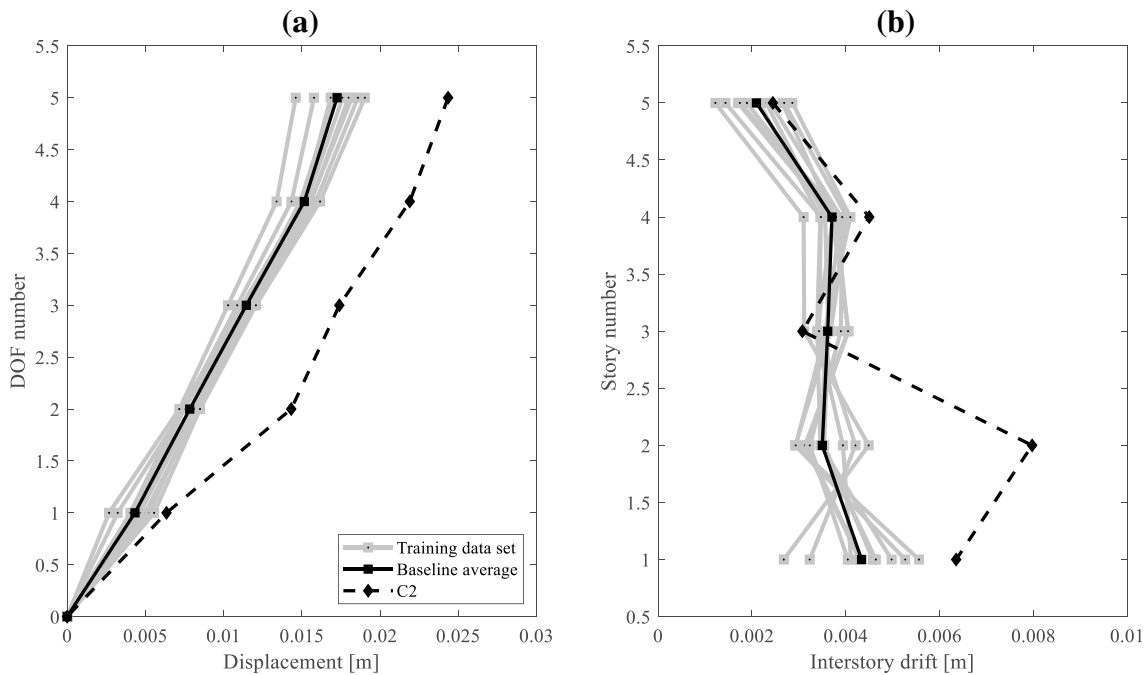 (a)
5.5
5
4.5
4
3.5
3
2.5
2
1.5
1
0.5
0
DOF number
0 0.005 0.01 0.015 0.02 0.025 0.03
Displacement [m]
Training data set
Baseline average
C2
(b)
5.5
5
4.5
4
3.5
3
2.5
2
1.5
1
0.5
Story number
0 0.002 0.004 0.006 0.008 0.01
Interstory drift [m]